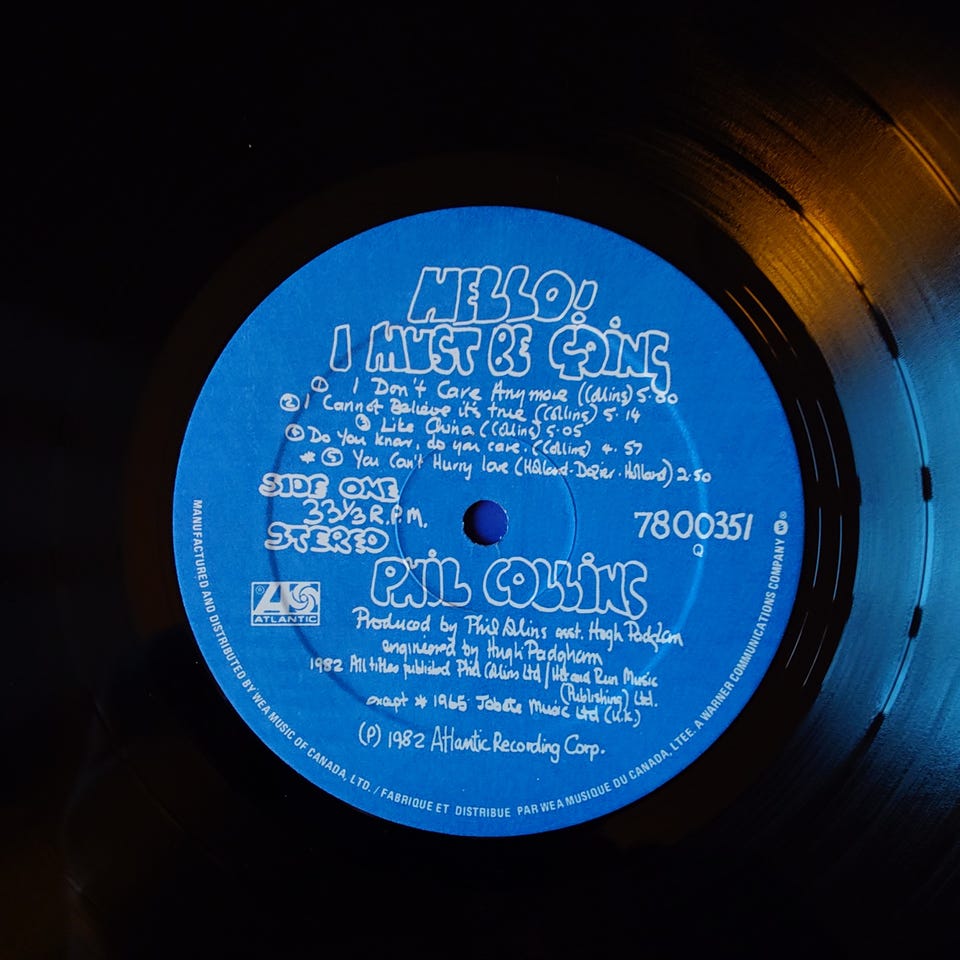 HELLO!
I MUST BE GOING
① I Don't Care Anymore (Collins) 5·00
② I Cannot Believe it's true (Collins) 5·14
③ Like China (Collins) 5·05
④ Do You know, do you care. (Collins) 4·57
* ⑤ You Can't Hurry love (Holland-Dozier-Holland) 2·50
SIDE ONE
33⅓ R.P.M.
STEREO
7800351
Q
PHIL COLLINS
® ATLANTIC
Produced by Phil Collins asst. Hugh Padgham
engineered by Hugh Padgham
1982 All titles published Phil Collins Ltd / Hit and Run Music
(Publishing) Ltd.
except * 1965 Jobete Music Ltd (U.K.)
(P) 1982 Atlantic Recording Corp.
MANUFACTURED AND DISTRIBUTED BY WEA MUSIC OF CANADA, LTD. / FABRIQUE ET DISTRIBUE PAR WEA MUSIQUE DU CANADA, LTEE. A WARNER COMMUNICATIONS COMPANY ®